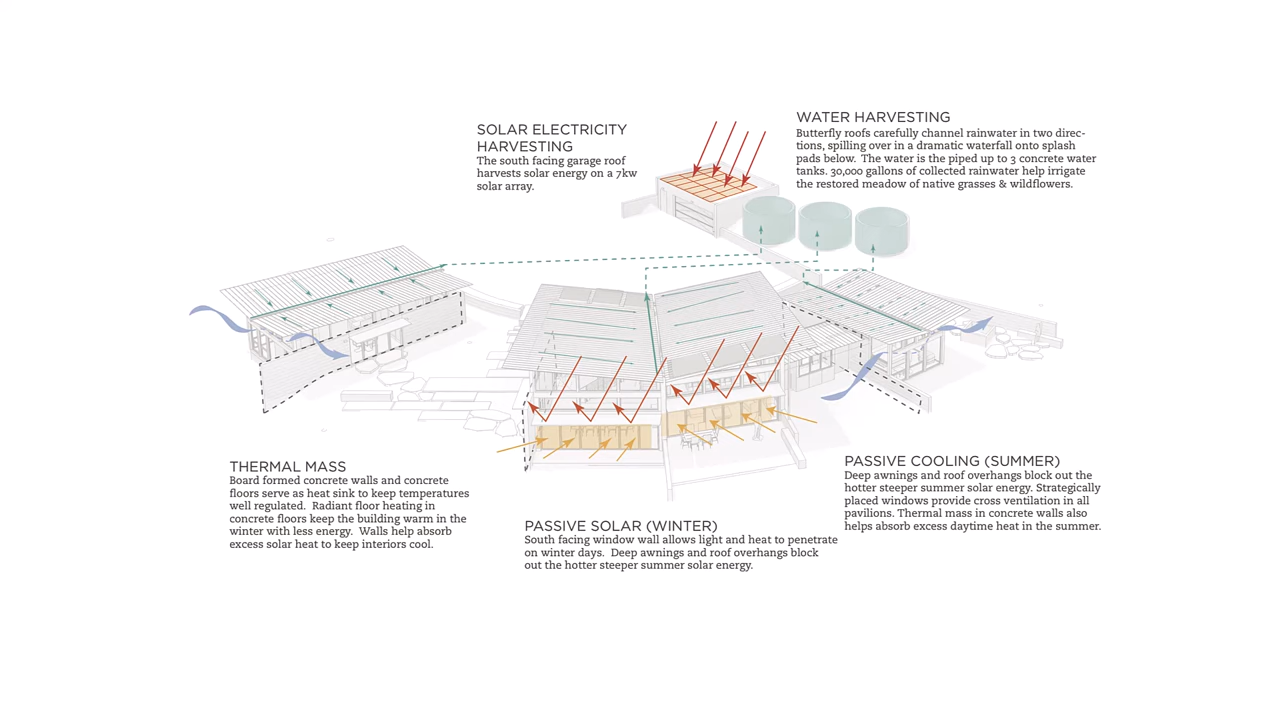 SOLAR ELECTRICITY
HARVESTING
The south facing garage roof
harvests solar energy on a 7kw
solar array.
WATER HARVESTING
Butterfly roofs carefully channel rainwater in two direc-
tions, spilling over in a dramatic waterfall onto splash
pads below. The water is the piped up to 3 concrete water
tanks. 30,000 gallons of collected rainwater help irrigate
the restored meadow of native grasses & wildflowers.
THERMAL MASS
Board formed concrete walls and concrete
floors serve as heat sink to keep temperatures
well regulated. Radiant floor heating in
concrete floors keep the building warm in the
winter with less energy. Walls help absorb
excess solar heat to keep interiors cool.
PASSIVE SOLAR (WINTER)
South facing window wall allows light and heat to penetrate
on winter days. Deep awnings and roof overhangs block
out the hotter steeper summer solar energy.
PASSIVE COOLING (SUMMER)
Deep awnings and roof overhangs block out the
hotter steeper summer solar energy. Strategically
placed windows provide cross ventilation in all
pavilions. Thermal mass in concrete walls also
helps absorb excess daytime heat in the summer.